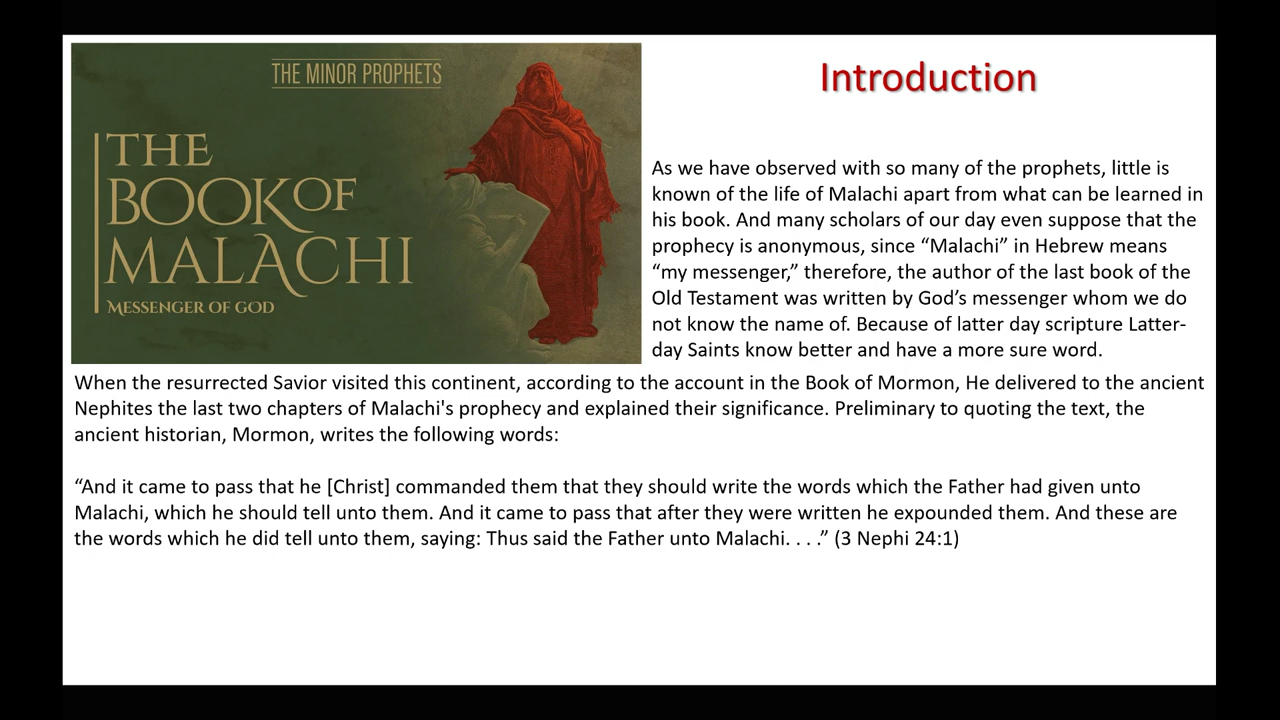 THE MINOR PROPHETS
THE
BOOK OF
MALACHI
MESSENGER OF GOD
Introduction
As we have observed with so many of the prophets, little is
known of the life of Malachi apart from what can be learned in
his book. And many scholars of our day even suppose that the
prophecy is anonymous, since “Malachi” in Hebrew means
“my messenger,” therefore, the author of the last book of the
Old Testament was written by God’s messenger whom we do
not know the name of. Because of latter day scripture Latter-
day Saints know better and have a more sure word.
When the resurrected Savior visited this continent, according to the account in the Book of Mormon, He delivered to the ancient
Nephites the last two chapters of Malachi's prophecy and explained their significance. Preliminary to quoting the text, the
ancient historian, Mormon, writes the following words:
“And it came to pass that he [Christ] commanded them that they should write the words which the Father had given unto
Malachi, which he should tell unto them. And it came to pass that after they were written he expounded them. And these are
the words which he did tell unto them, saying: Thus said the Father unto Malachi. . . .” (3 Nephi 24:1)